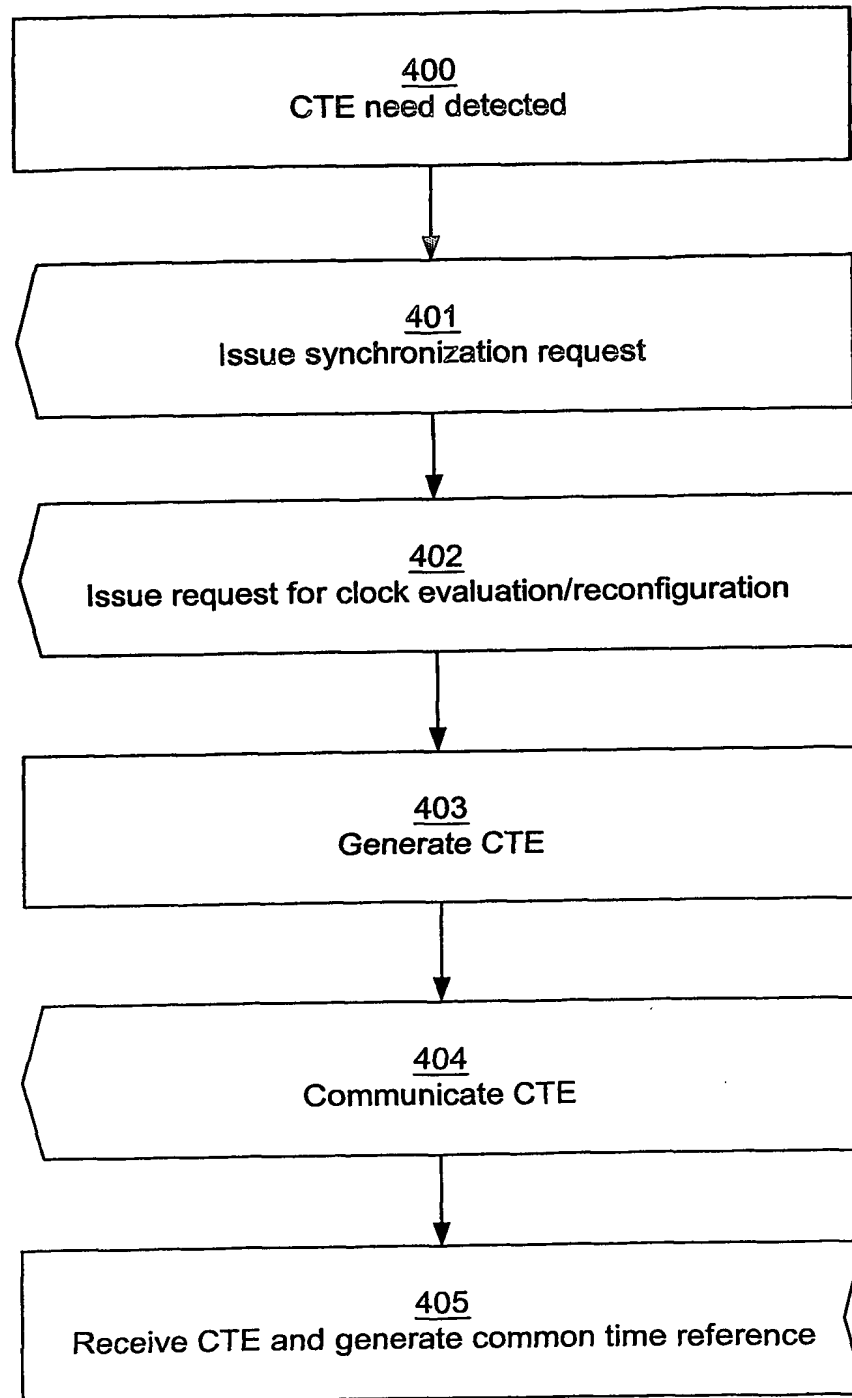 400
CTE need detected
401
Issue synchronization request
402
Issue request for clock evaluation/reconfiguration
403
Generate CTE
404
Communicate CTE
405
Receive CTE and generate common time reference